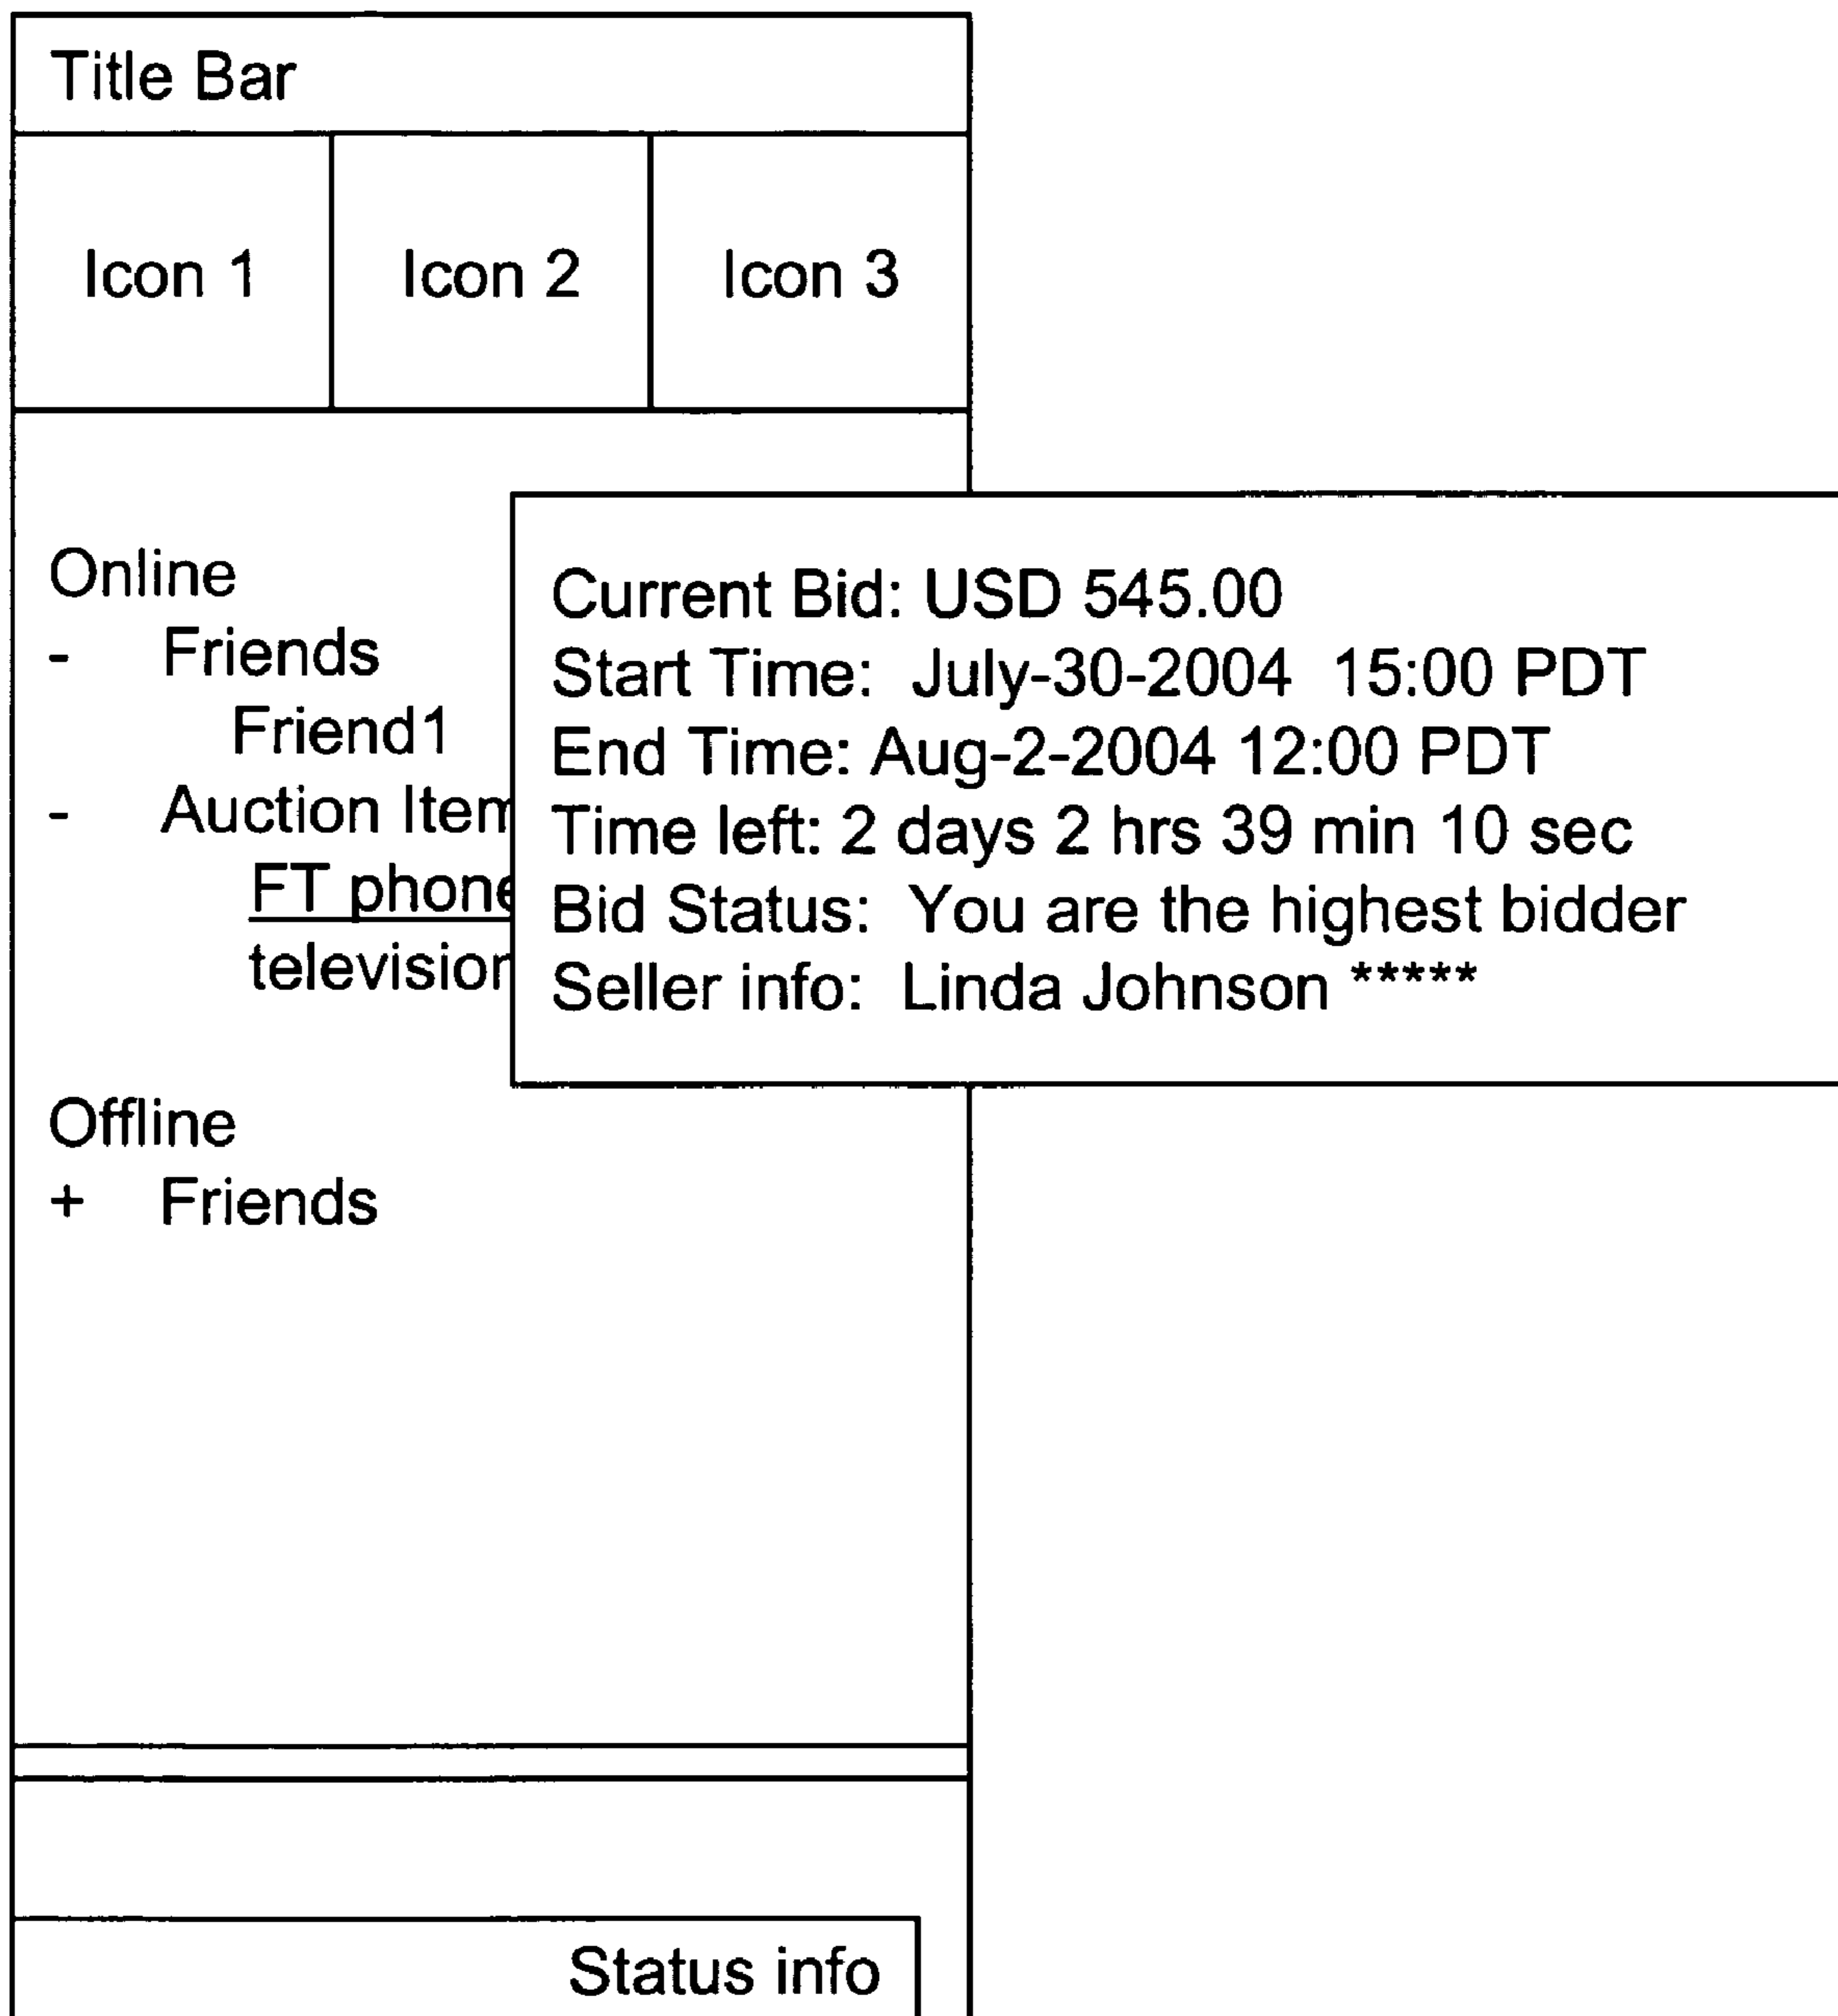 Title Bar
Icon 1 Icon 2 Icon 3
Online
- Friends
Friend1
- Auction Item
FT phone
television
Current Bid: USD 545.00
Start Time: July-30-2004 15:00 PDT
End Time: Aug-2-2004 12:00 PDT
Time left: 2 days 2 hrs 39 min 10 sec
Bid Status: You are the highest bidder
Seller info: Linda Johnson *****
Offline
+ Friends
Status info